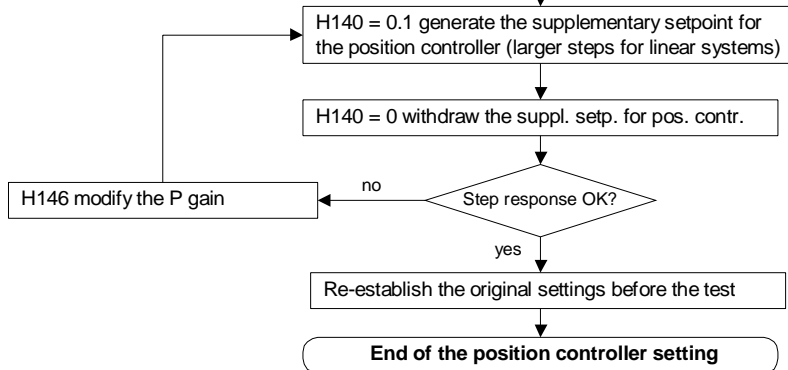 H140 = 0.1 generate the supplementary setpoint for
the position controller (larger steps for linear systems)
H140 = 0 withdraw the suppl. setp. for pos. contr.
H146 modify the P gain
no
Step response OK?
yes
Re-establish the original settings before the test
End of the position controller setting